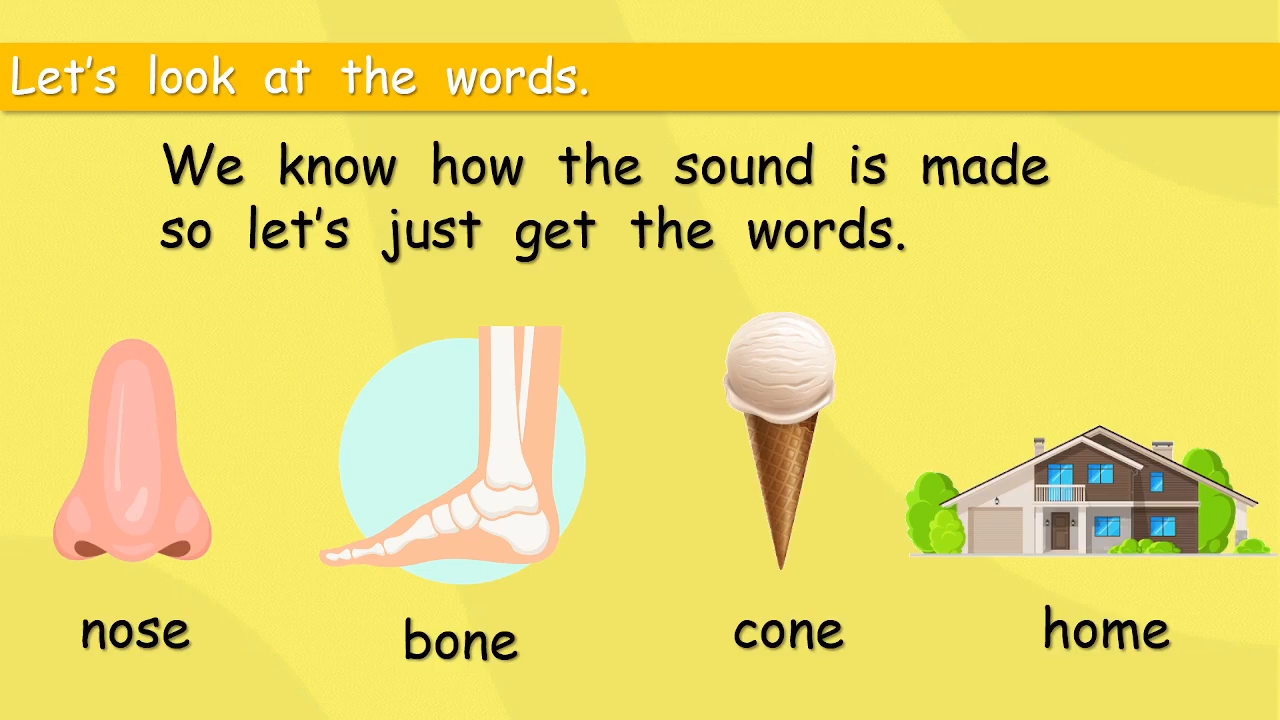 Let's look at the words.
We know how the sound is made
so let's just get the words.
nose
bone
cone
home